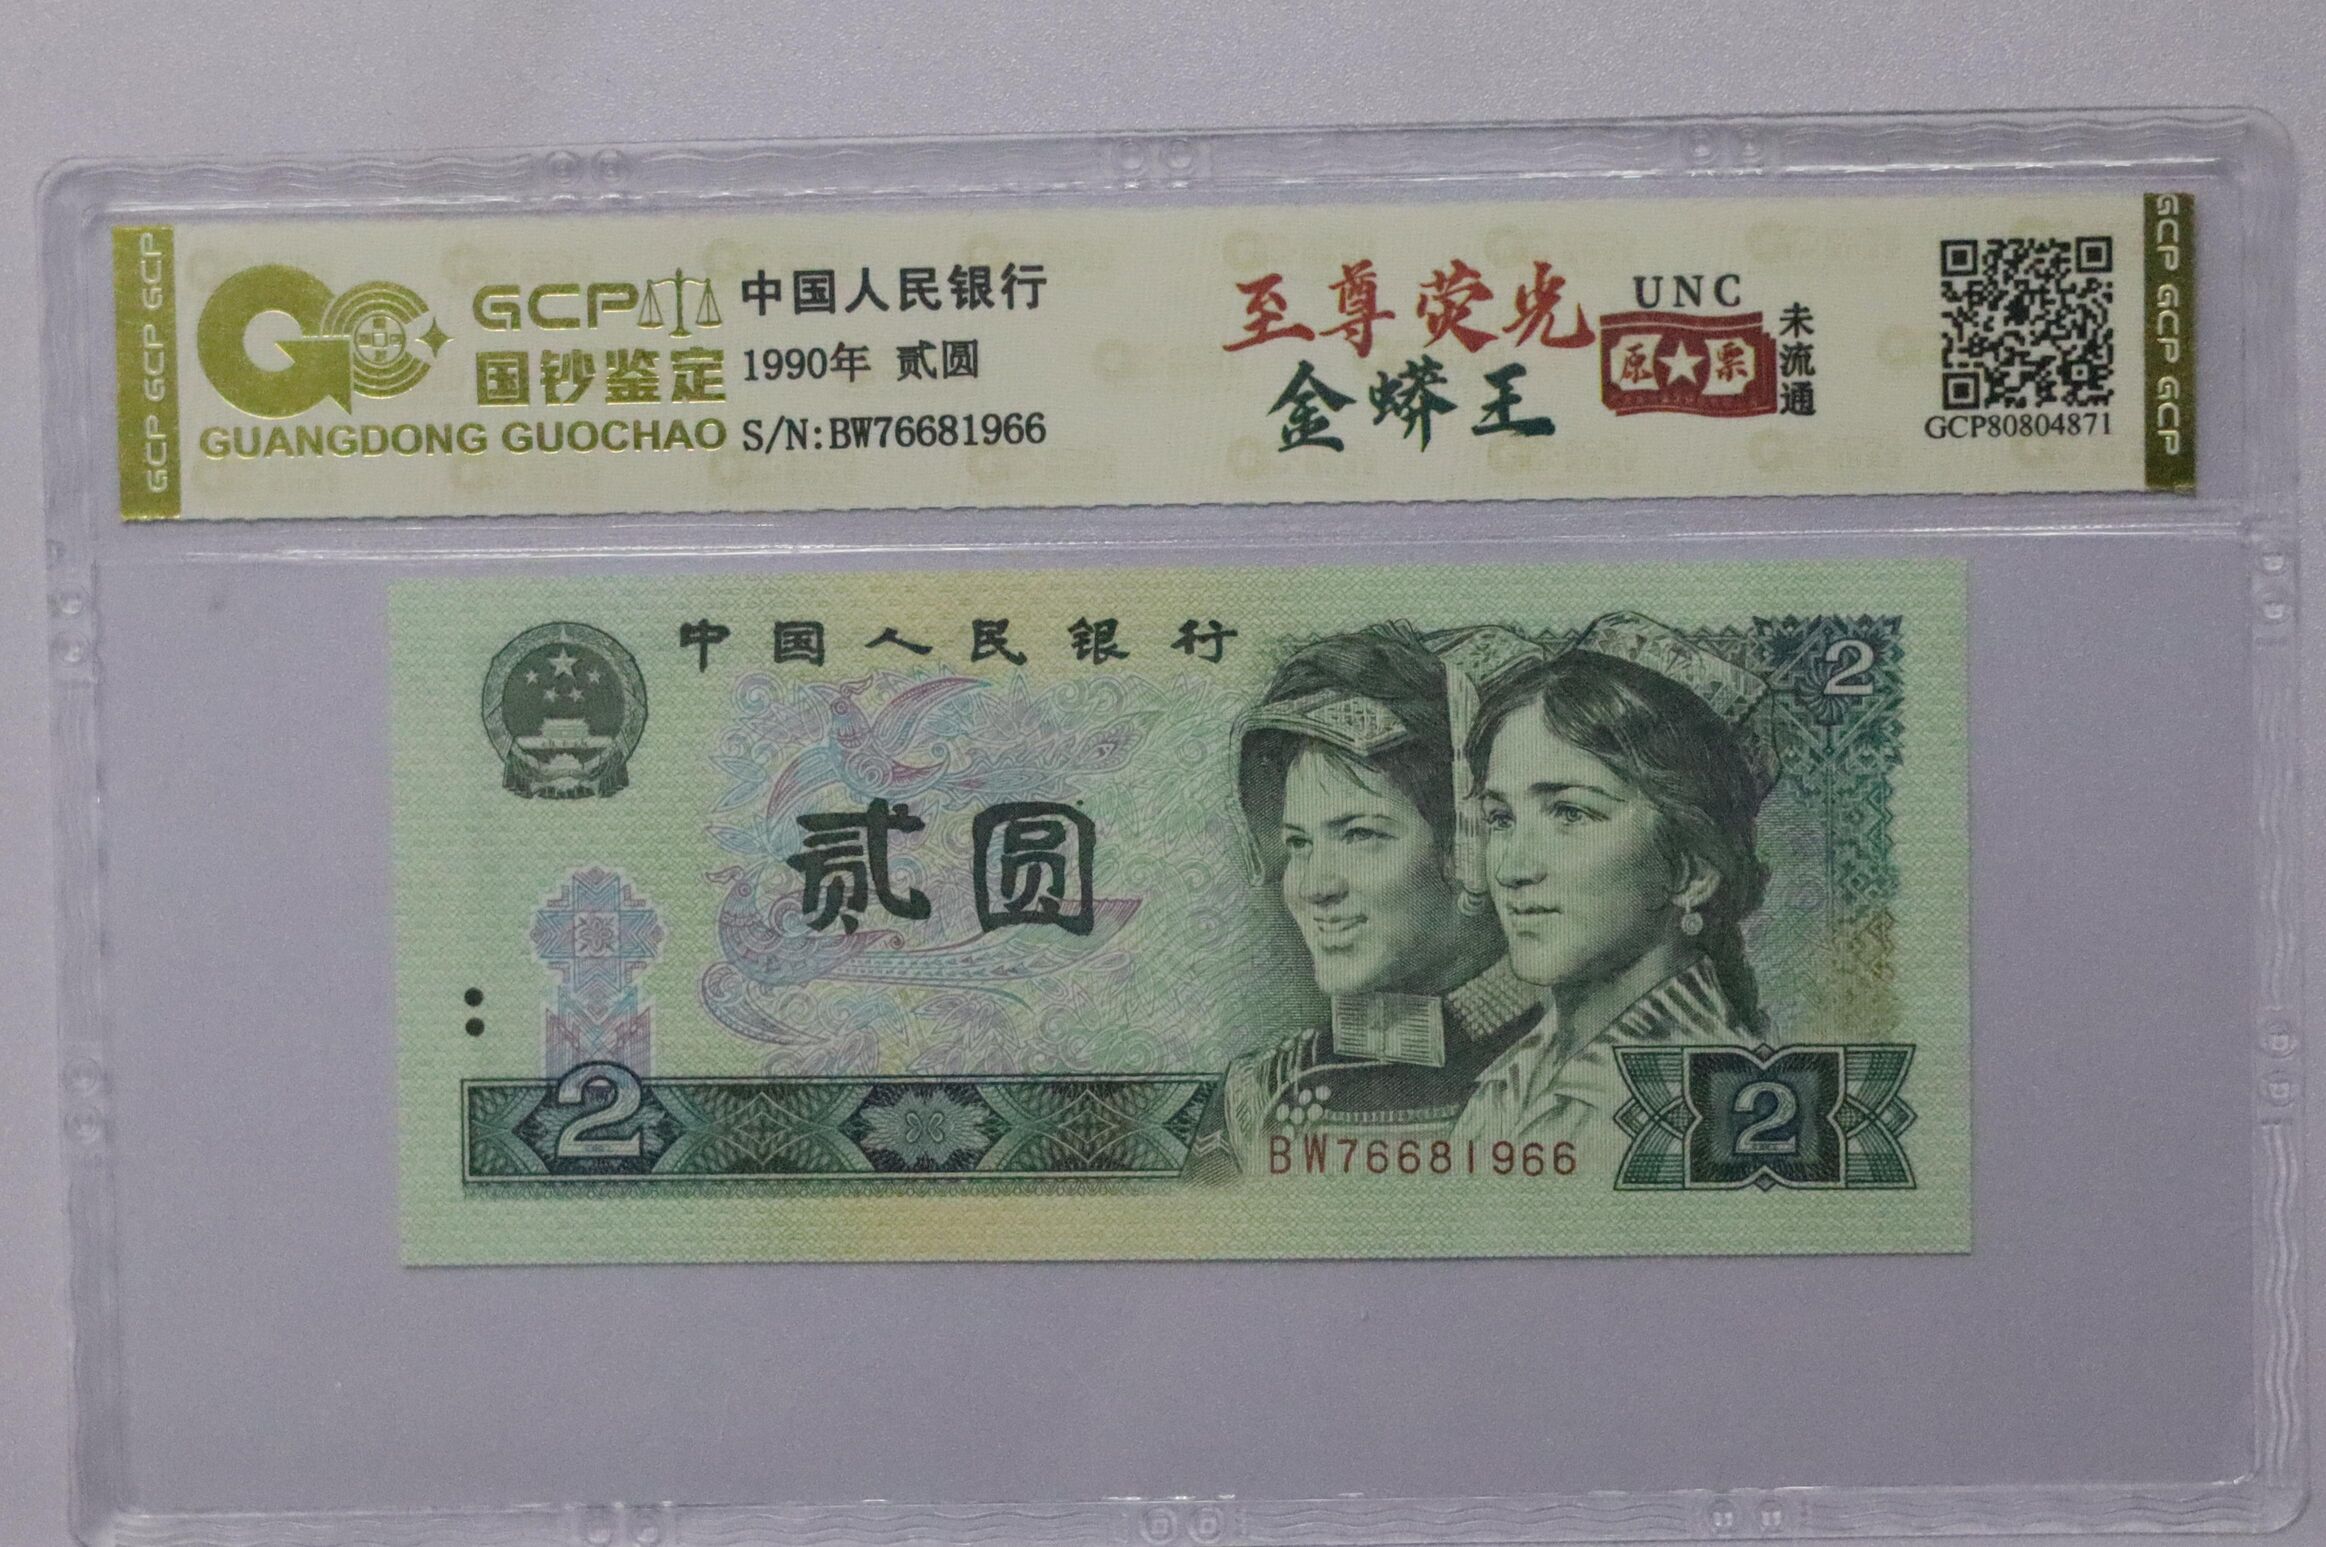 GCP GCP GCP
GCP
国钞鉴定
GUANGDONG GUOCHAO
中国人民银行
1990年 贰圆
S/N:BW76681966
至尊荧光
金蟒王
UNC
原★票
未流通
GCP80804871
GCP GCP GCP
中国人民银行
2
贰圆
2
BW76681966
2